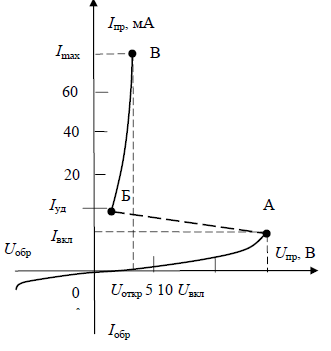 Iпр, мА
Imax В
60
40
20
Iуд Б
Iвкл А
Uобр Uпр, В
0 Uоткр 5 10 Uвкл
Iобр